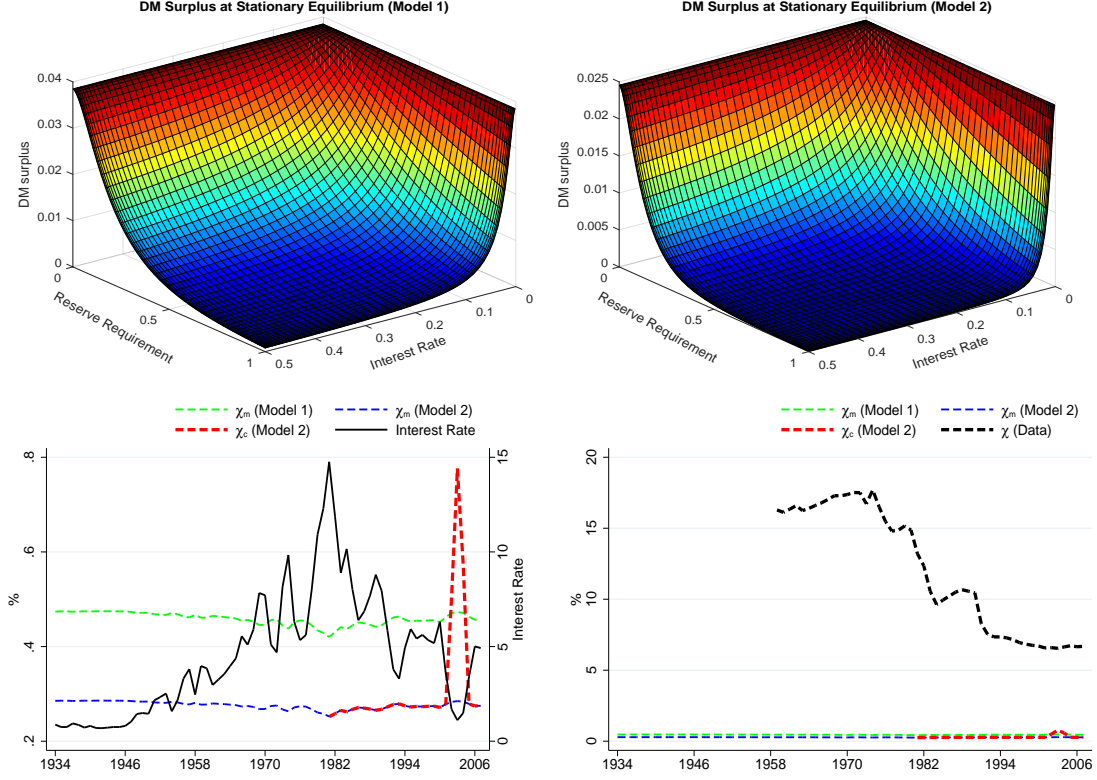 DM Surplus at Stationary Equilibrium (Model 1)
0.04
0.03
0.02
0.01
0
DM surplus
0
0.5
1
Reserve Requirement
0.5
0.4
0.3
0.2
0.1
0
Interest Rate
DM Surplus at Stationary Equilibrium (Model 2)
0.025
0.02
0.015
0.01
0.005
0
DM surplus
0
0.5
1
Reserve Requirement
0.5
0.4
0.3
0.2
0.1
0
Interest Rate
χm (Model 1)
χm (Model 2)
χc (Model 2)
Interest Rate
.8
.6
.4
.2
%
15
10
5
0
Interest Rate
1934 1946 1958 1970 1982 1994 2006
χm (Model 1)
χm (Model 2)
χc (Model 2)
χ (Data)
20
15
10
5
0
%
1934 1946 1958 1970 1982 1994 2006